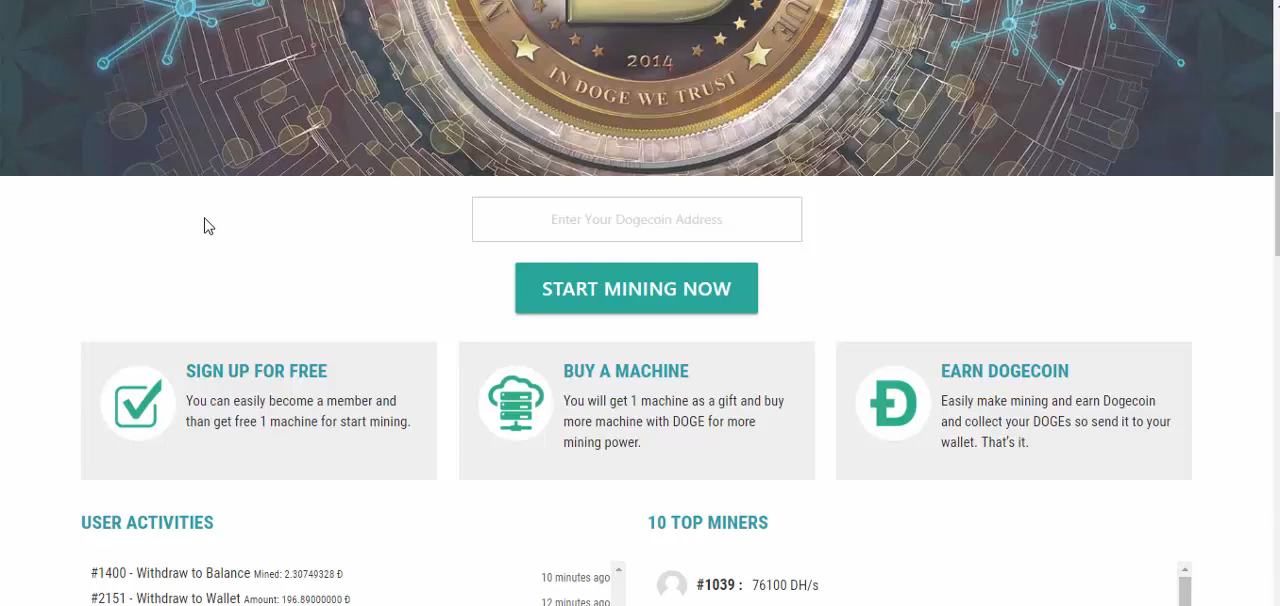 2014
IN DOGE WE TRUST
Enter Your Dogecoin Address
START MINING NOW
SIGN UP FOR FREE
You can easily become a member and
than get free 1 machine for start mining.
BUY A MACHINE
You will get 1 machine as a gift and buy
more machine with DOGE for more
mining power.
EARN DOGECOIN
Easily make mining and earn Dogecoin
and collect your DOGEs so send it to your
wallet. That's it.
USER ACTIVITIES
#1400 - Withdraw to Balance Mined: 2.30749328 Ð
10 minutes ago
#2151 - Withdraw to Wallet Amount: 196.89000000 Ð
12 minutes ago
10 TOP MINERS
#1039 : 76100 DH/s